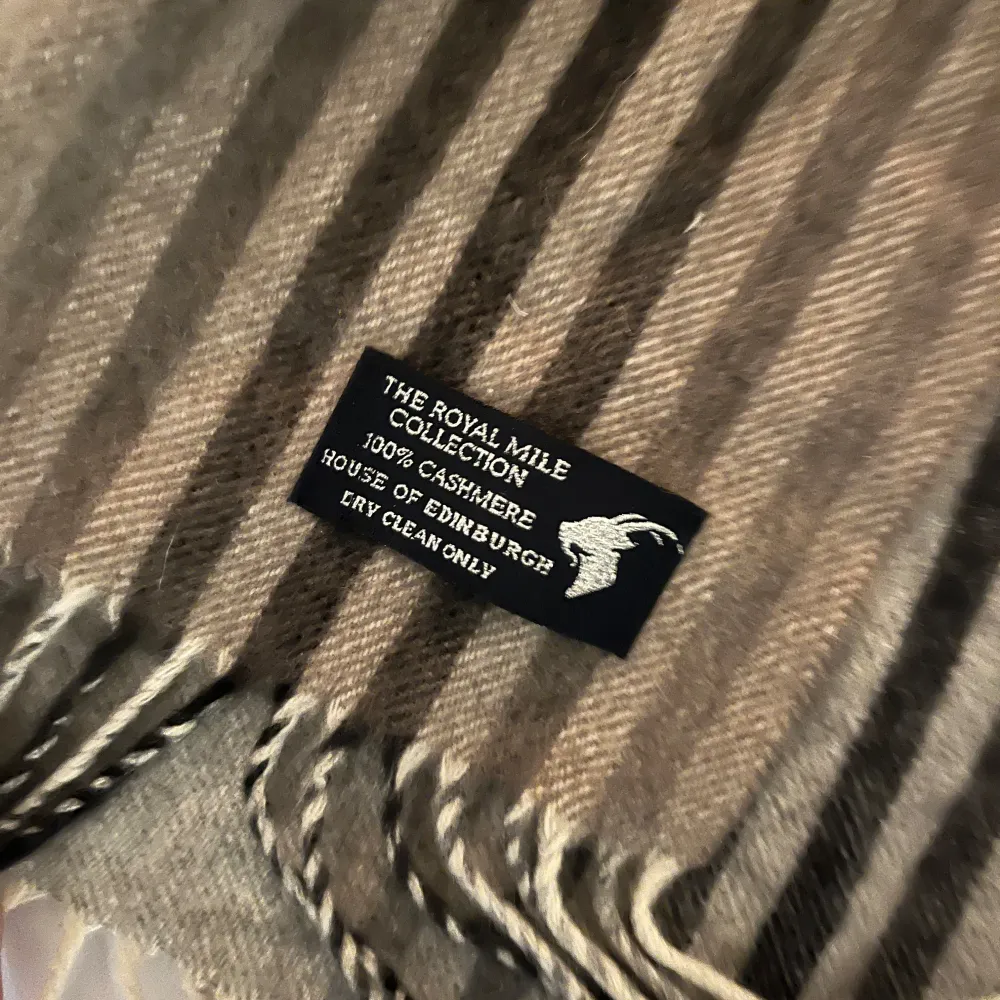 THE ROYAL MILE
COLLECTION
100% CASHMERE
HOUSE OF EDINBURGH
DRY CLEAN ONLY